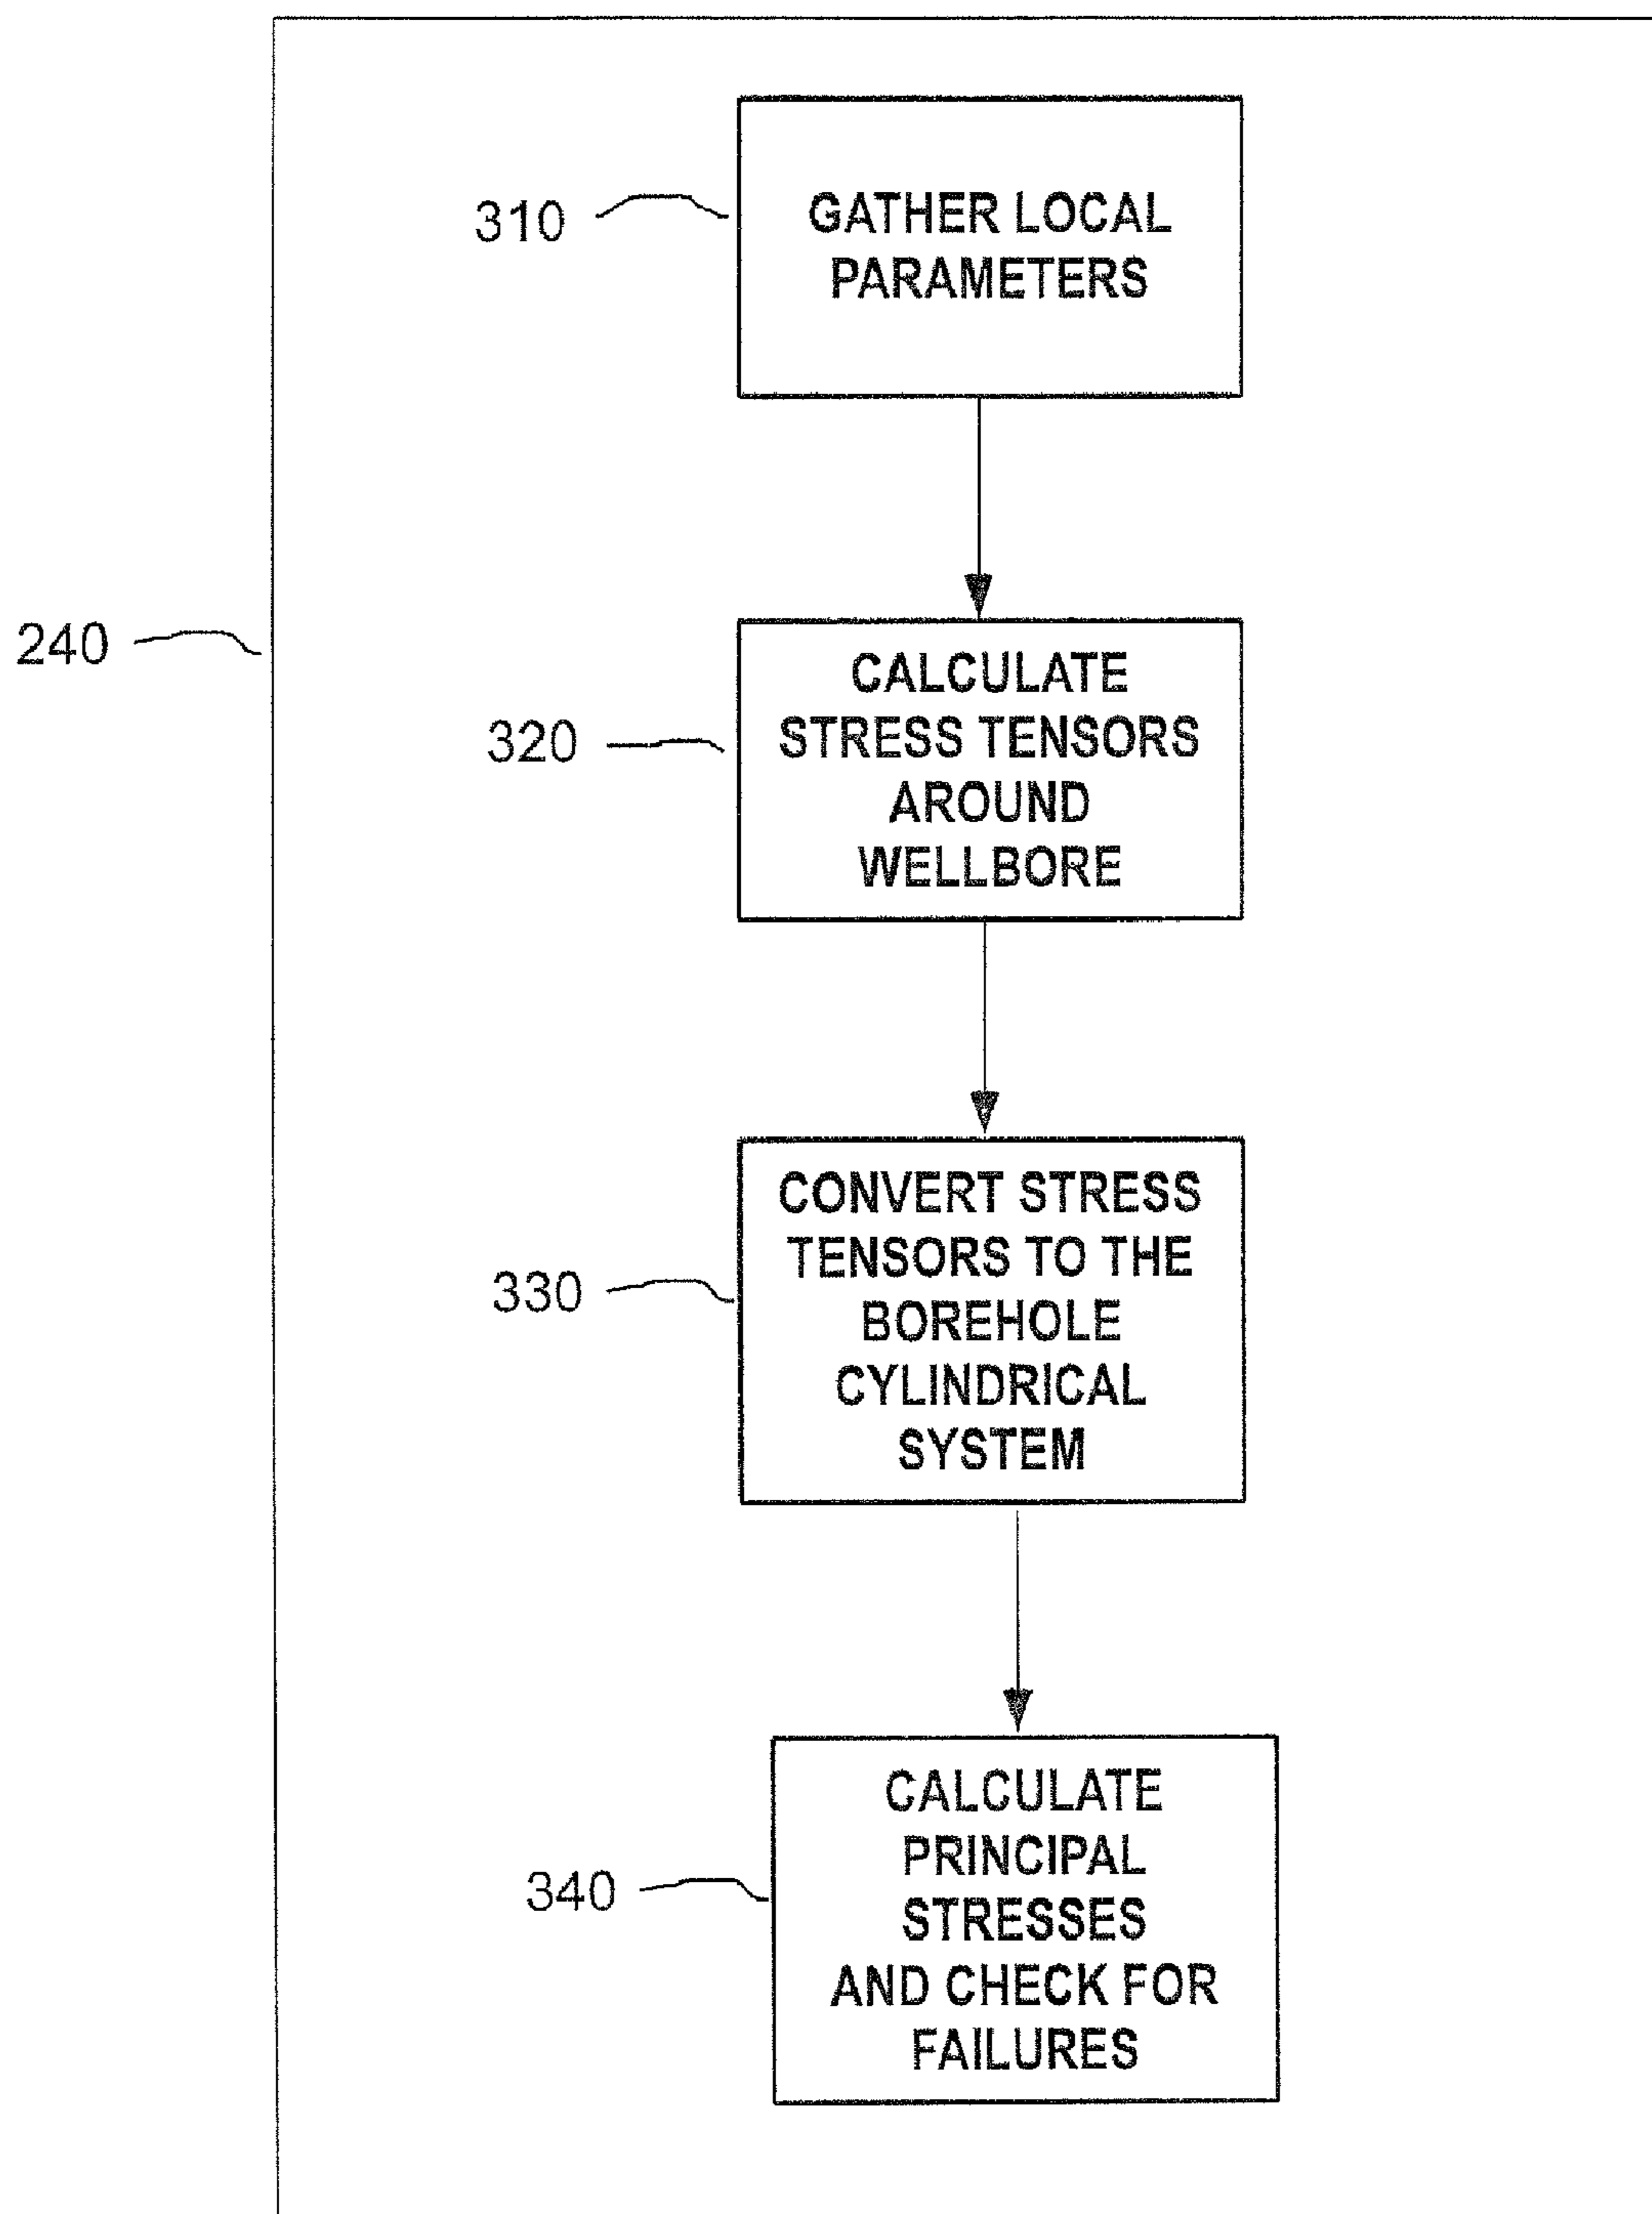 310
GATHER LOCAL
PARAMETERS
240
320
CALCULATE
STRESS TENSORS
AROUND
WELLBORE
330
CONVERT STRESS
TENSORS TO THE
BOREHOLE
CYLINDRICAL
SYSTEM
340
CALCULATE
PRINCIPAL
STRESSES
AND CHECK FOR
FAILURES